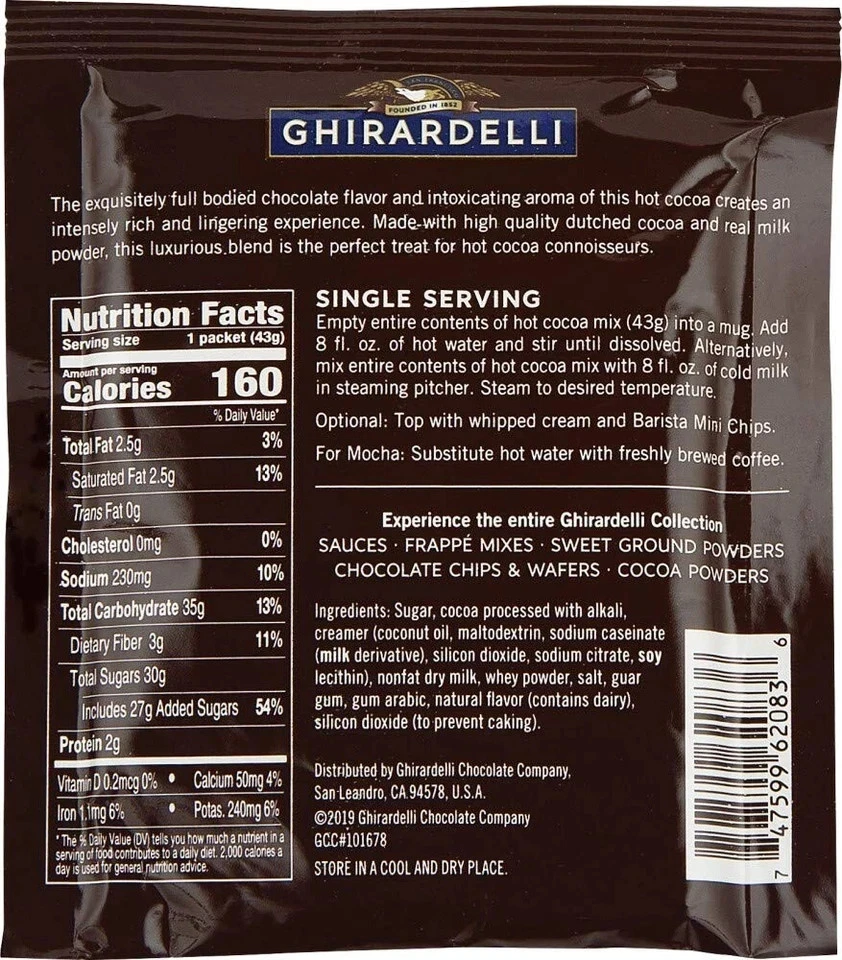 FOUNDED IN 1852
GHIRARDELLI
The exquisitely full bodied chocolate flavor and intoxicating aroma of this hot cocoa creates an
intensely rich and lingering experience. Made with high quality dutched cocoa and real milk
powder, this luxurious blend is the perfect treat for hot cocoa connoisseurs.
Nutrition Facts
Serving size 1 packet (43g)
Amount per serving
Calories 160
% Daily Value*
Total Fat 2.5g 3%
Saturated Fat 2.5g 13%
Trans Fat 0g
Cholesterol 0mg 0%
Sodium 230mg 10%
Total Carbohydrate 35g 13%
Dietary Fiber 3g 11%
Total Sugars 30g
Includes 27g Added Sugars 54%
Protein 2g
Vitamin D 0.2mcg 0% • Calcium 50mg 4%
Iron 1.1mg 6% • Potas. 240mg 6%
* The % Daily Value (DV) tells you how much a nutrient in a
serving of food contributes to a daily diet. 2,000 calories a
day is used for general nutrition advice.
SINGLE SERVING
Empty entire contents of hot cocoa mix (43g) into a mug. Add
8 fl. oz. of hot water and stir until dissolved. Alternatively,
mix entire contents of hot cocoa mix with 8 fl. oz. of cold milk
in steaming pitcher. Steam to desired temperature.
Optional: Top with whipped cream and Barista Mini Chips.
For Mocha: Substitute hot water with freshly brewed coffee.
Experience the entire Ghirardelli Collection
SAUCES · FRAPPÉ MIXES · SWEET GROUND POWDERS
CHOCOLATE CHIPS & WAFERS · COCOA POWDERS
Ingredients: Sugar, cocoa processed with alkali,
creamer (coconut oil, maltodextrin, sodium caseinate
(milk derivative), silicon dioxide, sodium citrate, soy
lecithin), nonfat dry milk, whey powder, salt, guar
gum, gum arabic, natural flavor (contains dairy),
silicon dioxide (to prevent caking).
Distributed by Ghirardelli Chocolate Company,
San Leandro, CA 94578, U.S.A.
©2019 Ghirardelli Chocolate Company
GCC#101678
STORE IN A COOL AND DRY PLACE.
7 47599 62083 6